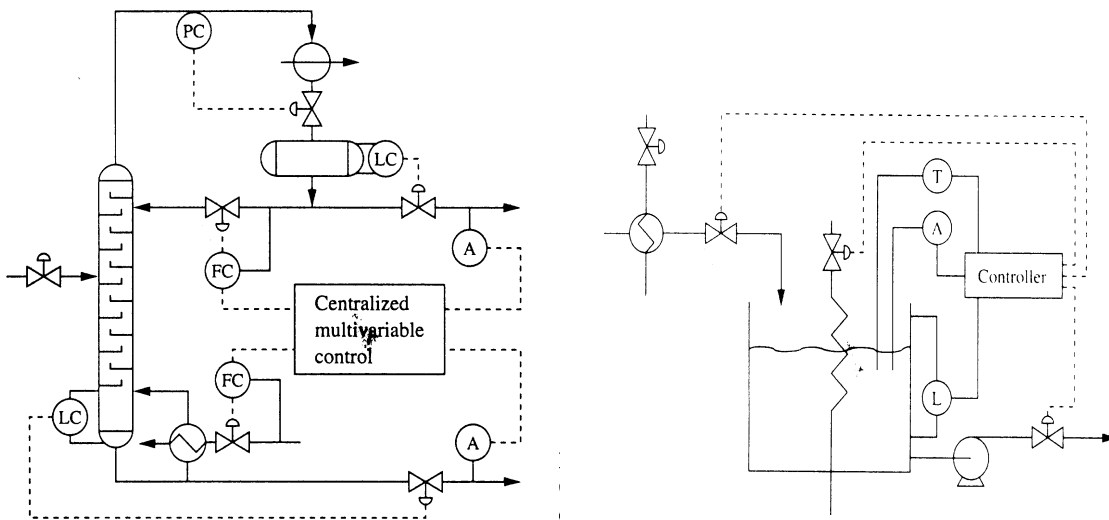 PC
LC
A
FC
Centralized
multivariable
control
FC
LC
A
T
A
Controller
L